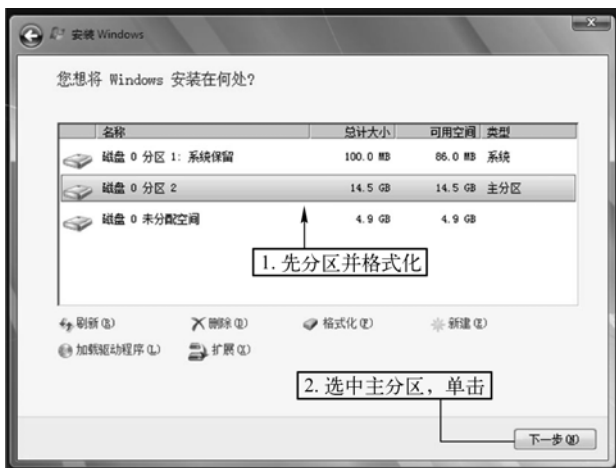 安装 Windows
您想将 Windows 安装在何处?
名称 总计大小 可用空间 类型
磁盘 0 分区 1: 系统保留 100.0 MB 86.0 MB 系统
磁盘 0 分区 2 14.5 GB 14.5 GB 主分区
磁盘 0 未分配空间 4.9 GB 4.9 GB
1. 先分区并格式化
刷新(R) 删除(D) 格式化(F) 新建(E)
加载驱动程序(L) 扩展(X)
2. 选中主分区，单击
下一步(N)